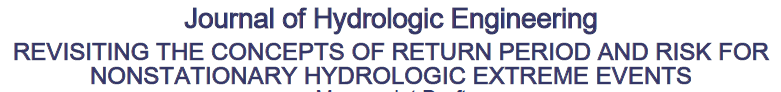 Journal of Hydrologic Engineering
REVISITING THE CONCEPTS OF RETURN PERIOD AND RISK FOR
NONSTATIONARY HYDROLOGIC EXTREME EVENTS